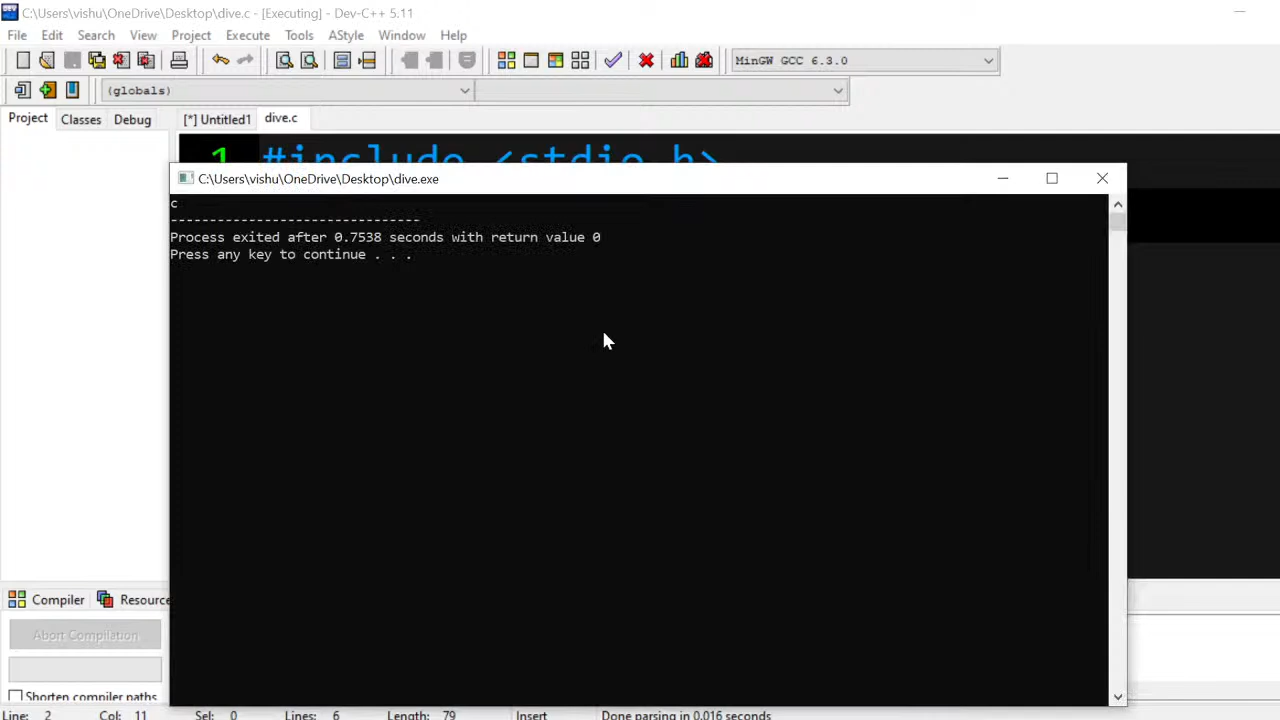 C:\Users\vishu\OneDrive\Desktop\dive.c - [Executing] - Dev-C++ 5.11
File Edit Search View Project Execute Tools AStyle Window Help
MinGW GCC 6.3.0
(globals)
Project Classes Debug [*] Untitled1 dive.c
1 #include <stdio.h>
C:\Users\vishu\OneDrive\Desktop\dive.exe
c
--------------------------------
Process exited after 0.7538 seconds with return value 0
Press any key to continue . . .
Compiler Resource
Abort Compilation
Shorten compiler paths
Line: 2 Col: 11 Sel: 0 Lines: 6 Length: 79 Insert Done parsing in 0.016 seconds